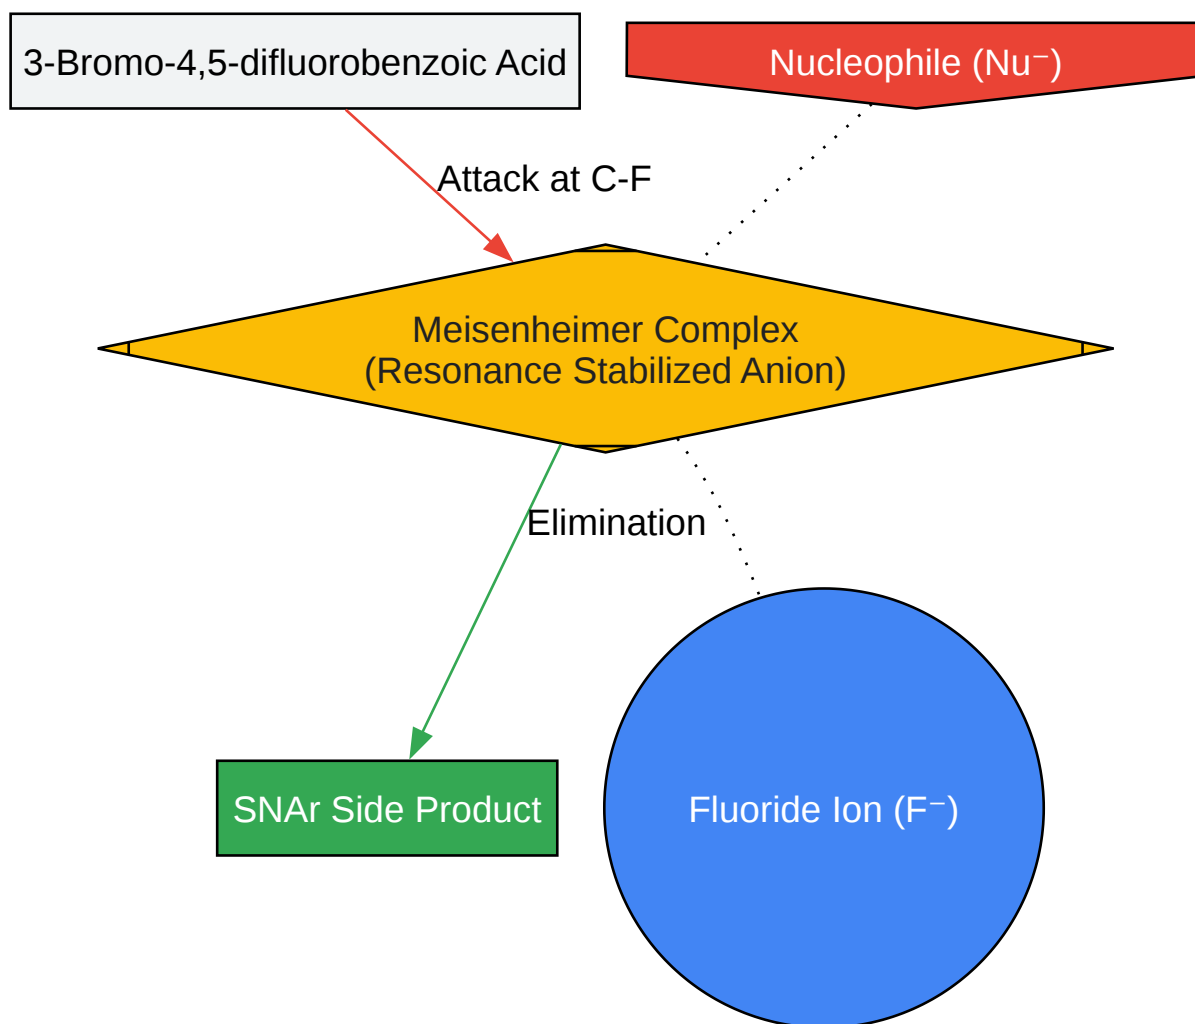 3-Bromo-4,5-difluorobenzoic Acid
Nucleophile (Nu⁻)
Attack at C-F
Meisenheimer Complex
(Resonance Stabilized Anion)
Elimination
SNAr Side Product
Fluoride Ion (F⁻)